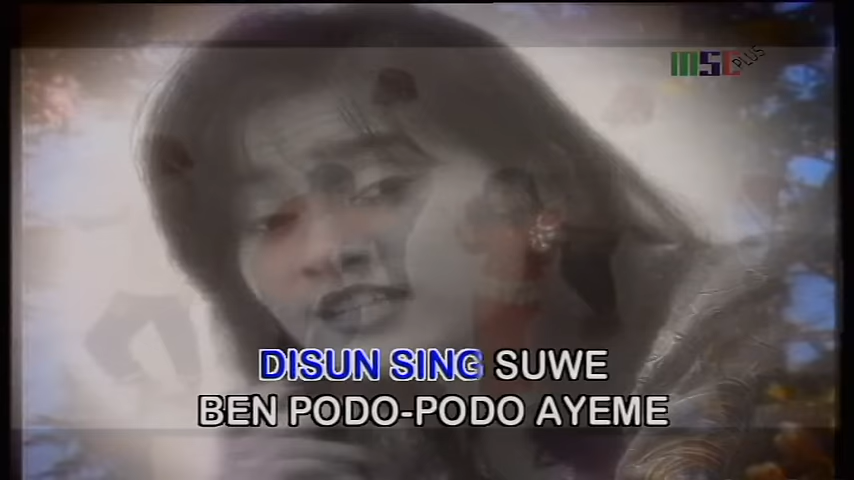 MSC PLUS
DISUN SING SUWE
BEN PODO-PODO AYEME